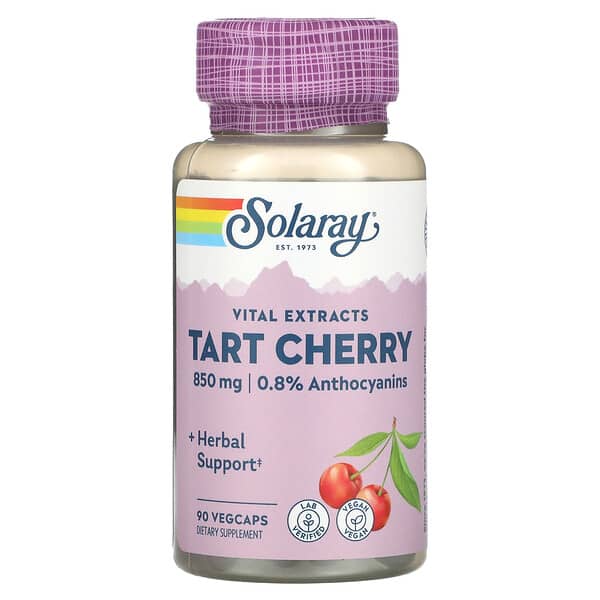 Solaray®
EST. 1973
VITAL EXTRACTS
TART CHERRY
850 mg | 0.8% Anthocyanins
+ Herbal
Support‡
90 VEGCAPS
DIETARY SUPPLEMENT
LAB
VERIFIED
VEGAN
VEGAN